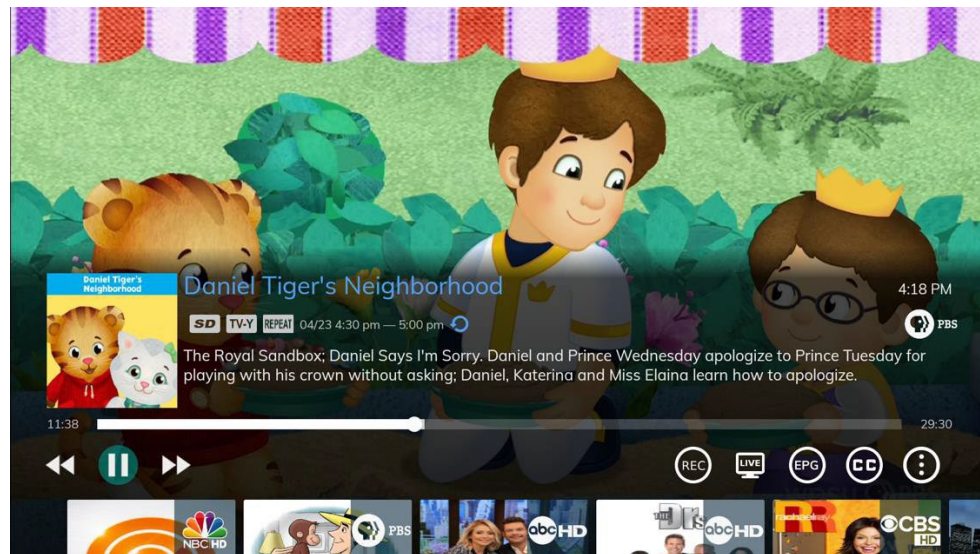 Daniel Tiger's
Neighborhood
Daniel Tiger's Neighborhood
4:18 PM
SD TV-Y REPEAT 04/23 4:30 pm — 5:00 pm
PBS
The Royal Sandbox; Daniel Says I'm Sorry. Daniel and Prince Wednesday apologize to Prince Tuesday for
playing with his crown without asking; Daniel, Katerina and Miss Elaina learn how to apologize.
11:38
29:30
REC LIVE EPG CC
NBC HD
PBS
abc HD
THE Drs
abc HD
rachaelray
CBS
HD